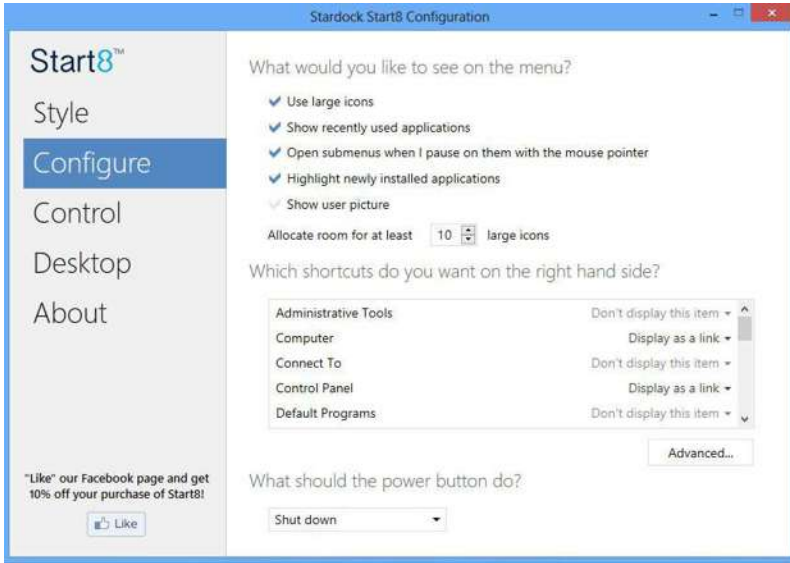 Stardock Start8 Configuration
Start8™
Style
Configure
Control
Desktop
About
"Like" our Facebook page and get
10% off your purchase of Start8!
Like
What would you like to see on the menu?
Use large icons
Show recently used applications
Open submenus when I pause on them with the mouse pointer
Highlight newly installed applications
Show user picture
Allocate room for at least 10 large icons
Which shortcuts do you want on the right hand side?
Administrative Tools Don't display this item
Computer Display as a link
Connect To Don't display this item
Control Panel Display as a link
Default Programs Don't display this item
Advanced...
What should the power button do?
Shut down